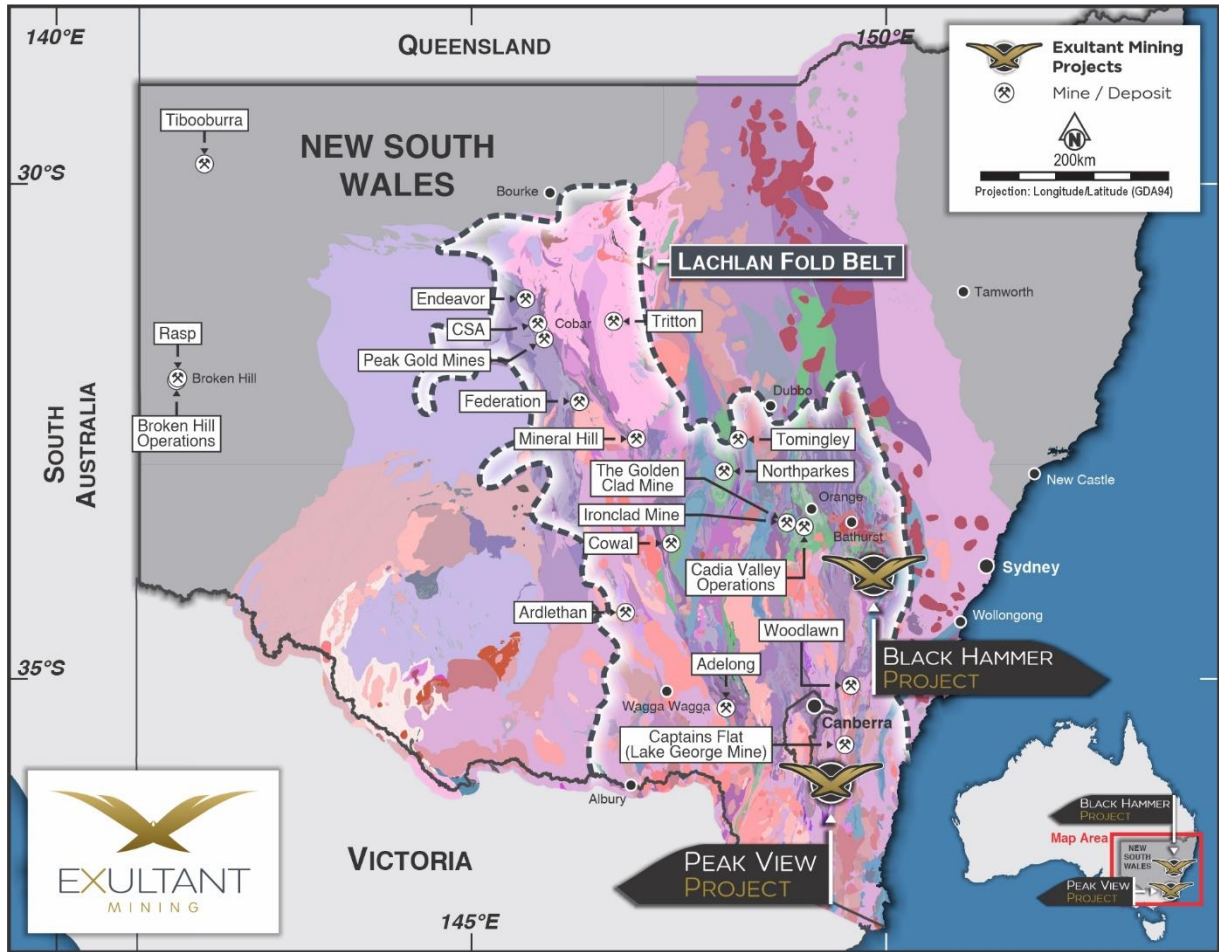 140°E
QUEENSLAND
150°E
Exultant Mining
Projects
Mine / Deposit
N
200km
Projection: Longitude/Latitude (GDA94)
Tibooburra
NEW SOUTH
WALES
30°S
Bourke
LACHLAN FOLD BELT
Tamworth
Endeavor
CSA
Cobar
Tritton
Peak Gold Mines
Rasp
Broken Hill
Broken Hill
Operations
Federation
Dubbo
Mineral Hill
Tomingley
SOUTH
AUSTRALIA
The Golden
Clad Mine
Northparkes
New Castle
Ironclad Mine
Orange
Bathurst
Cowal
Cadia Valley
Operations
Sydney
Ardlethan
Wollongong
Woodlawn
BLACK HAMMER
PROJECT
35°S
Adelong
Wagga Wagga
Canberra
Captains Flat
(Lake George Mine)
Albury
VICTORIA
PEAK VIEW
PROJECT
145°E
EXULTANT
MINING
BLACK HAMMER
PROJECT
Map Area
NEW
SOUTH
WALES
PEAK VIEW
PROJECT